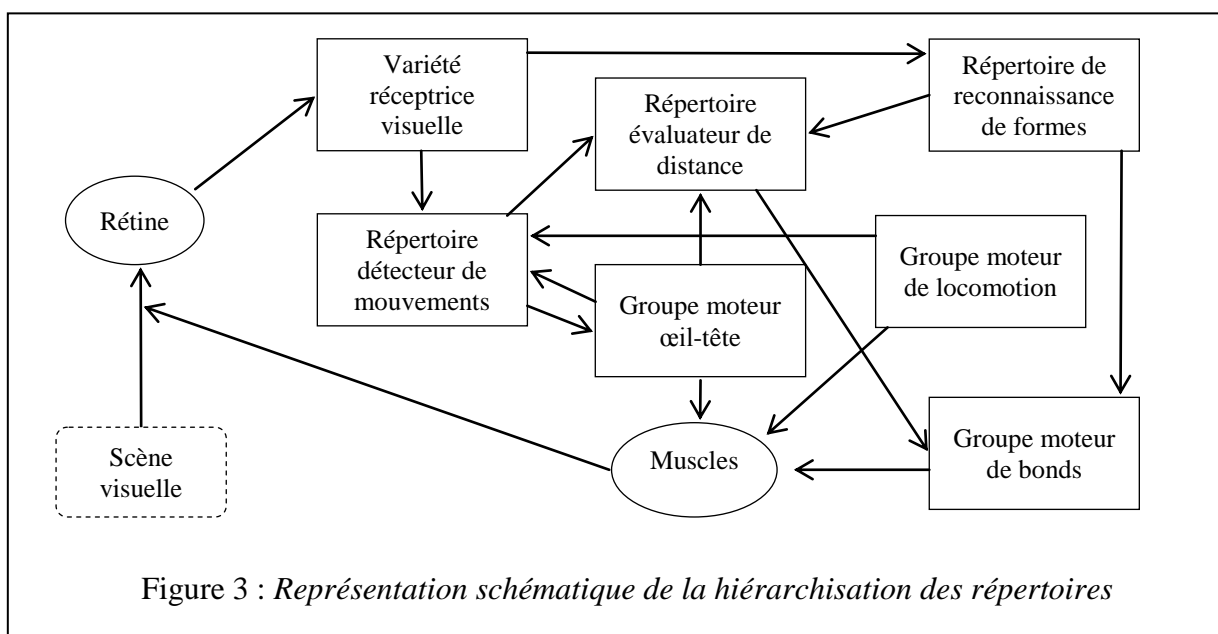 Variété
réceptrice
visuelle
Répertoire
évaluateur de
distance
Répertoire de
reconnaissance
de formes
Rétine
Répertoire
détecteur de
mouvements
Groupe moteur
œil-tête
Groupe moteur
de locomotion
Scène
visuelle
Muscles
Groupe moteur
de bonds
Figure 3 : Représentation schématique de la hiérarchisation des répertoires